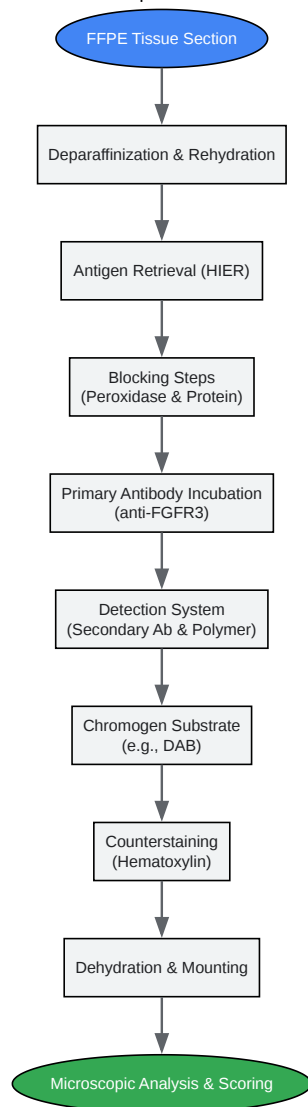 FFPE Tissue Section
Deparaffinization & Rehydration
Antigen Retrieval (HIER)
Blocking Steps
(Peroxidase & Protein)
Primary Antibody Incubation
(anti-FGFR3)
Detection System
(Secondary Ab & Polymer)
Chromogen Substrate
(e.g., DAB)
Counterstaining
(Hematoxylin)
Dehydration & Mounting
Microscopic Analysis & Scoring